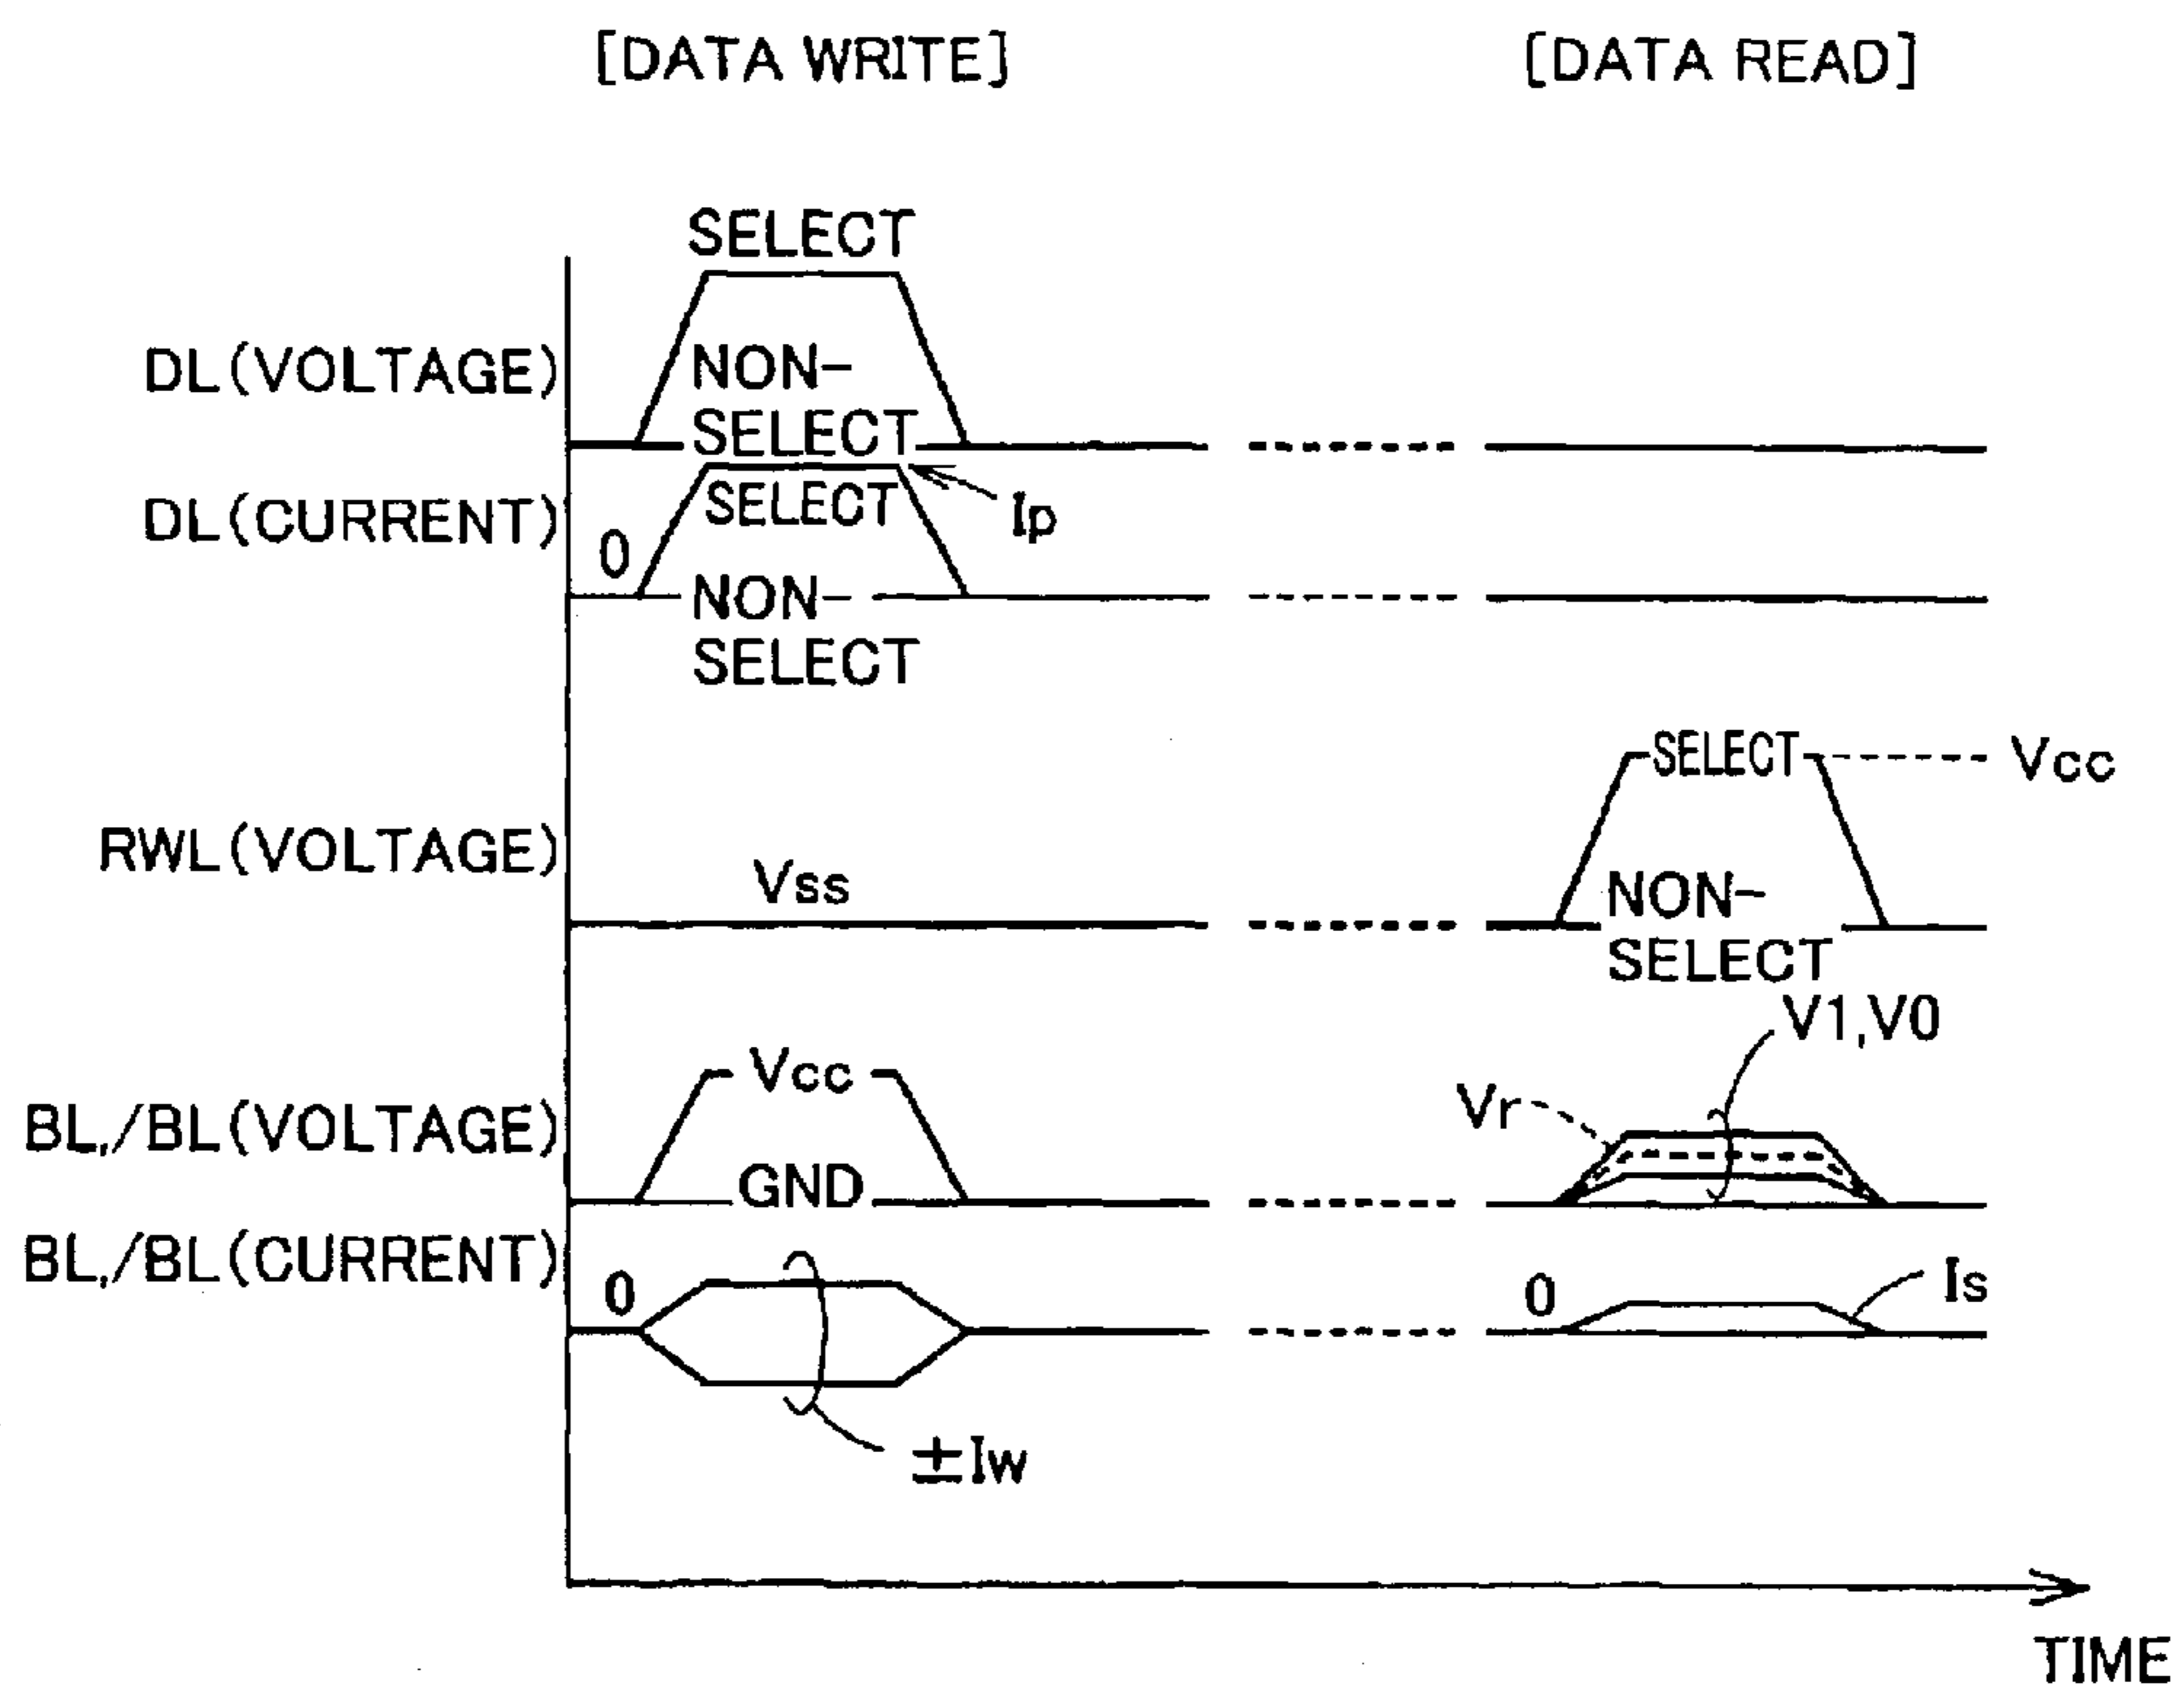 [DATA WRITE]
[DATA READ]
SELECT
DL(VOLTAGE)
NON-
SELECT
DL(CURRENT)
SELECT
Ip
0
NON-
SELECT
SELECT
Vcc
RWL(VOLTAGE)
Vss
NON-
SELECT
V1,V0
Vcc
Vr
BL,/BL(VOLTAGE)
GND
BL,/BL(CURRENT)
0
0
Is
±Iw
TIME